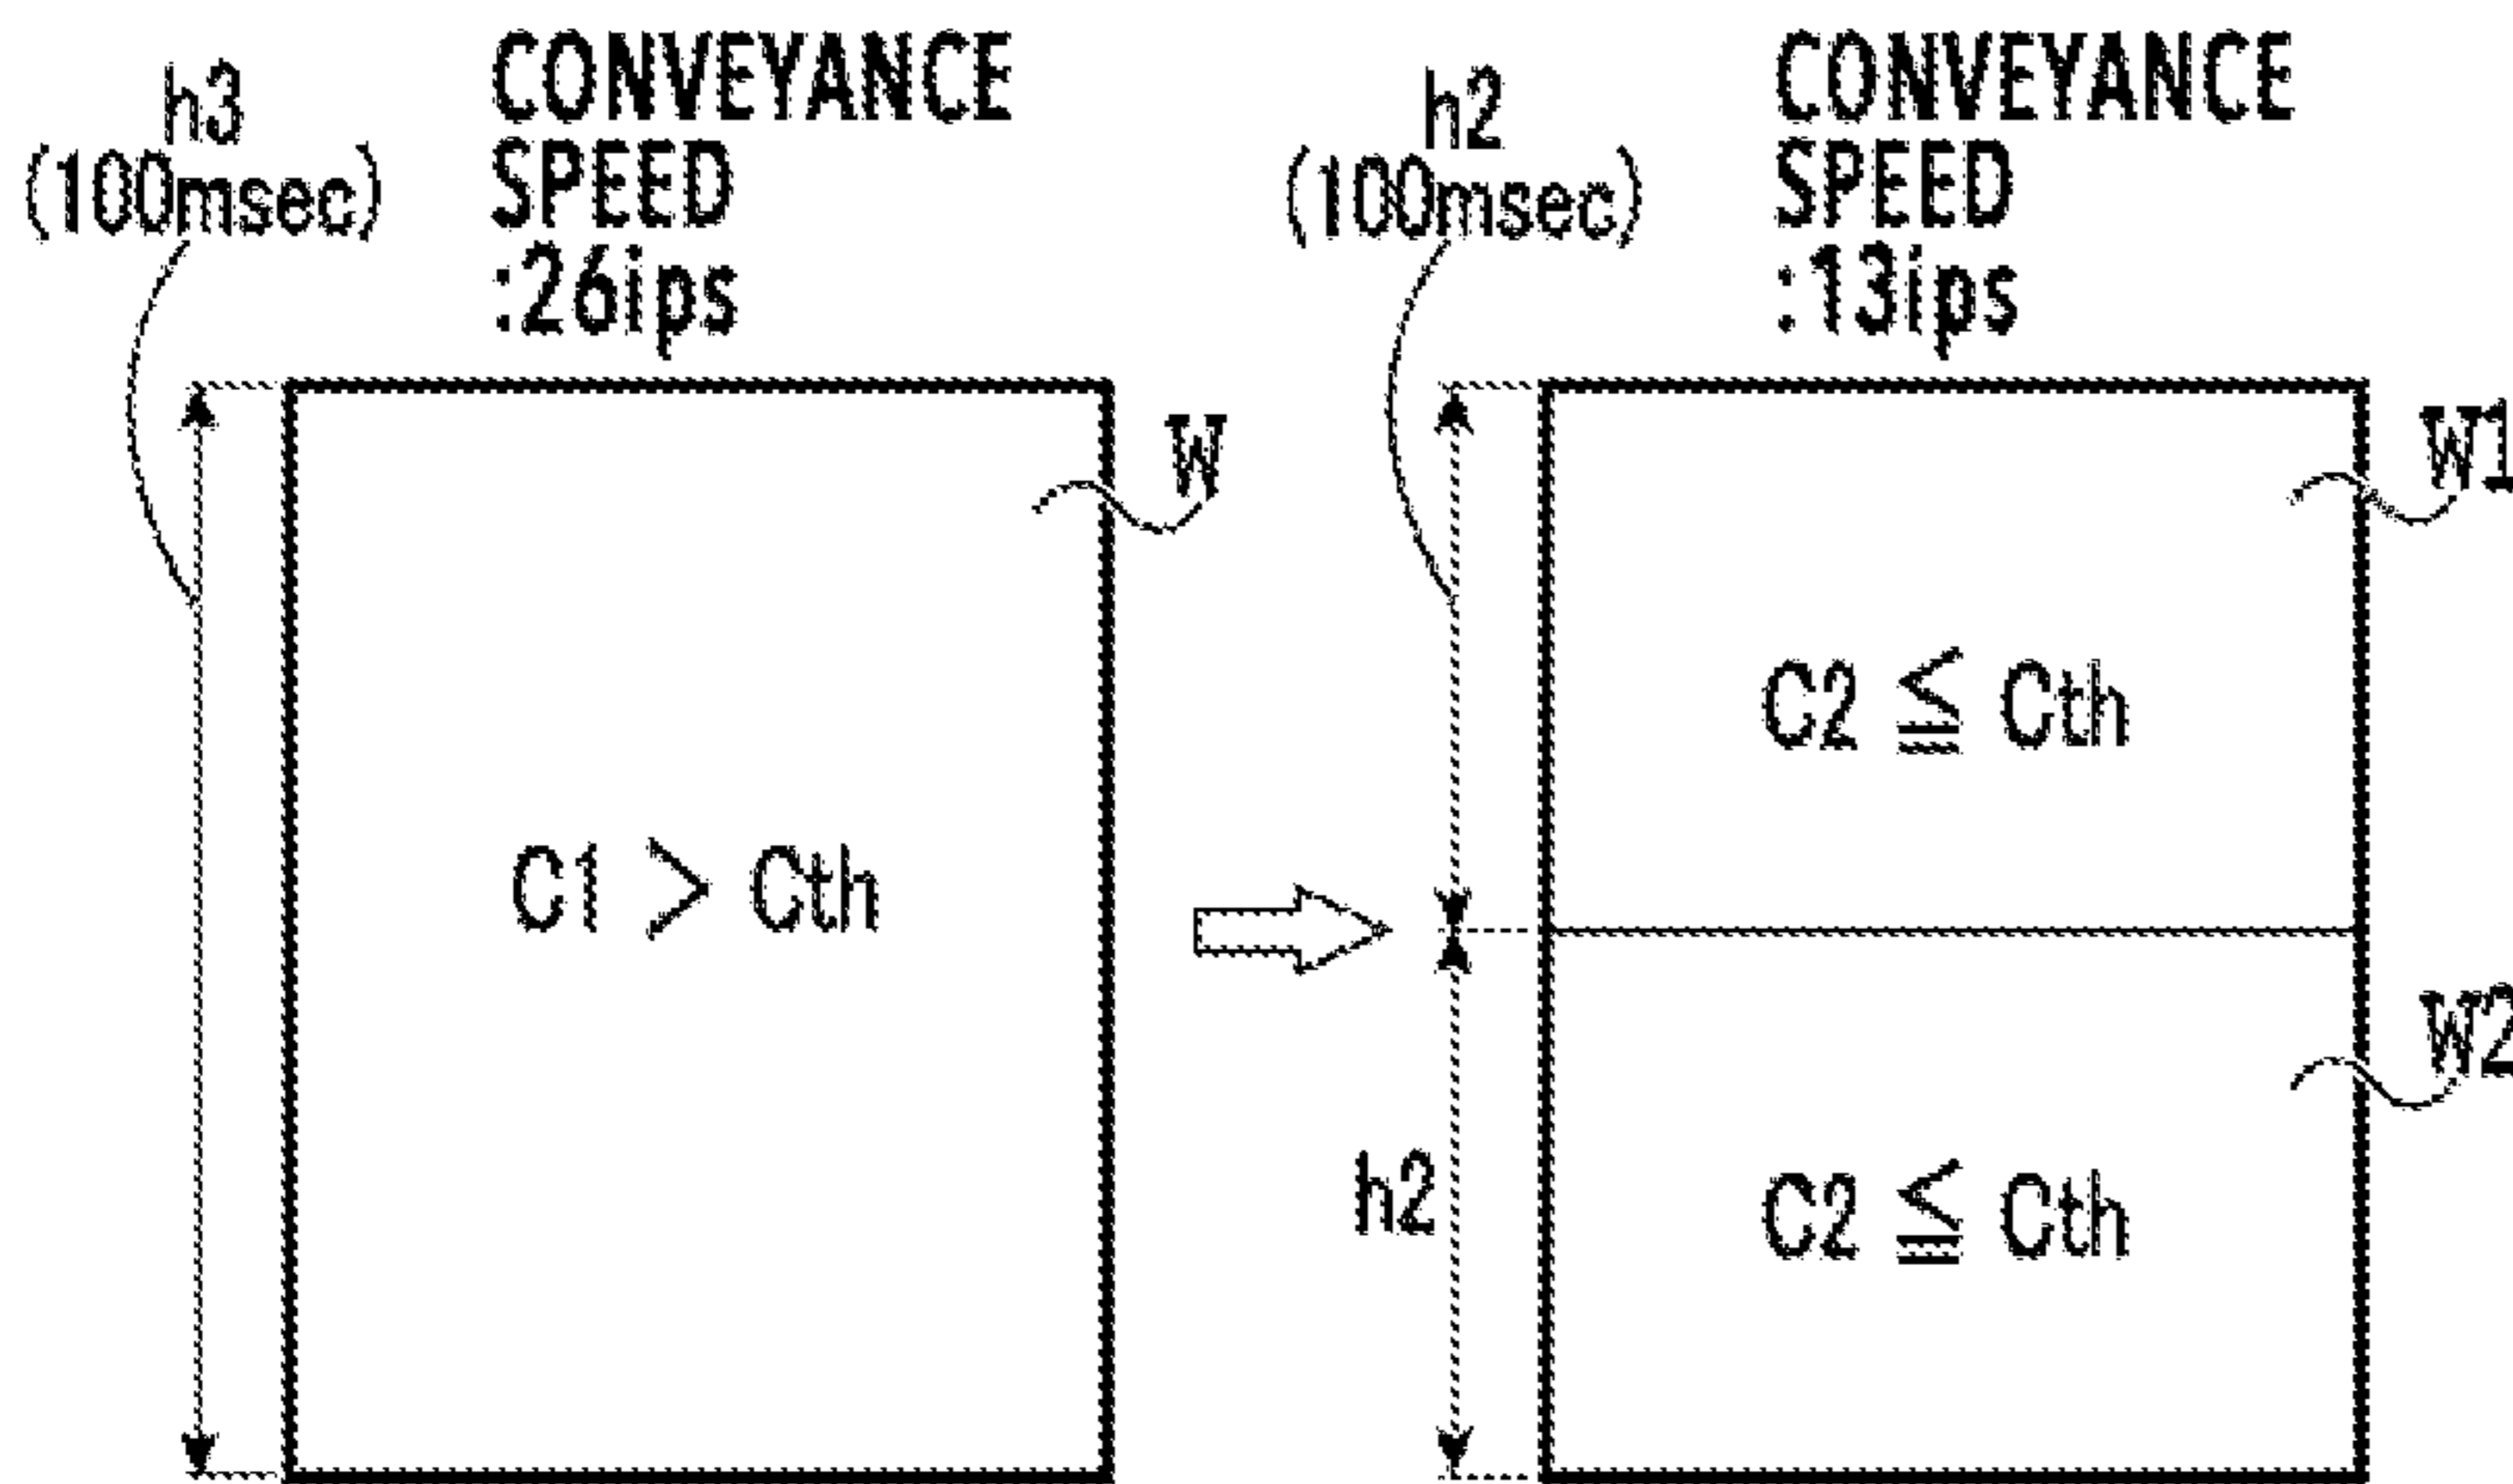 h3
(100msec)
CONVEYANCE
SPEED
:26ips
W
C1 > Cth
h2
(100msec)
CONVEYANCE
SPEED
:13ips
W1
C2 ≦ Cth
W2
h2
C2 ≦ Cth